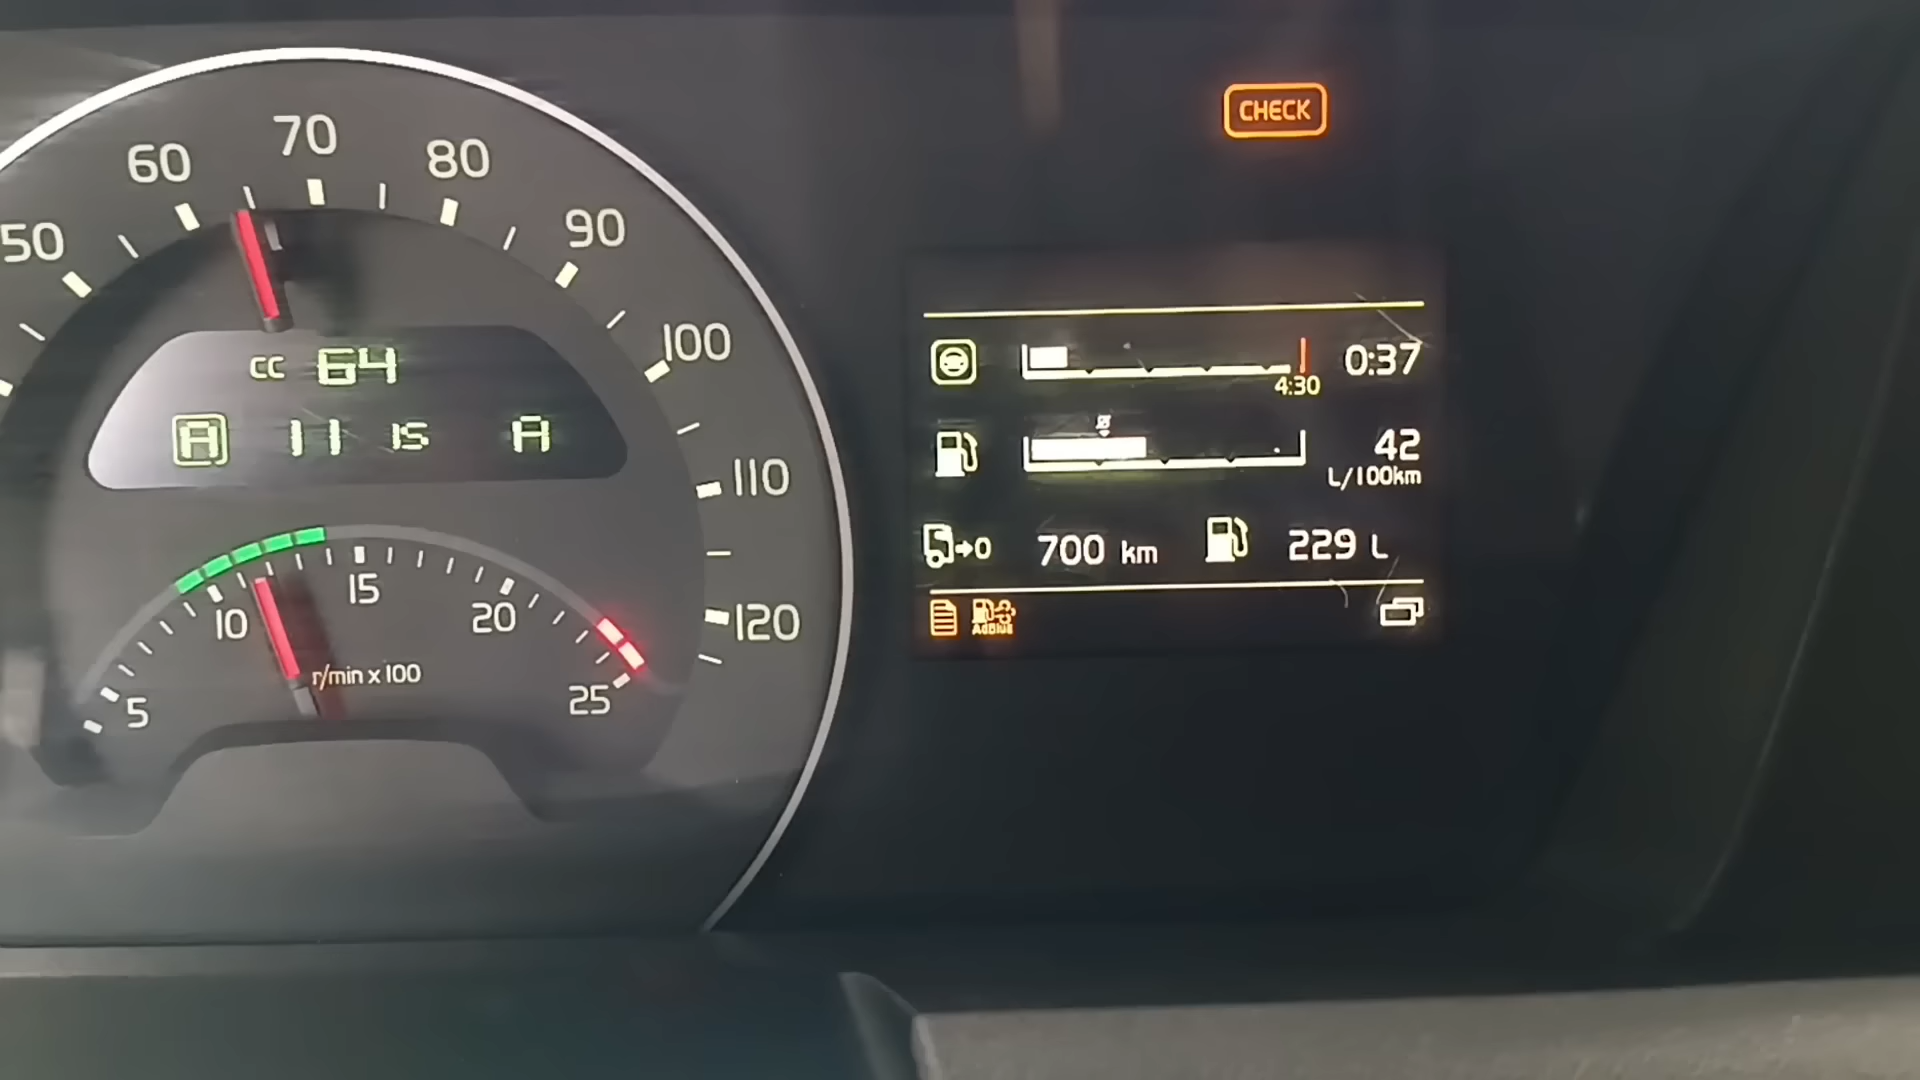 50 60 70 80 90 100 110 120
CC 64
A 11 15 A
5 10 15 20 25
r/min x 100
CHECK
0:37
4:30
42
L/100km
→0 700 km 229 L
AdBlue